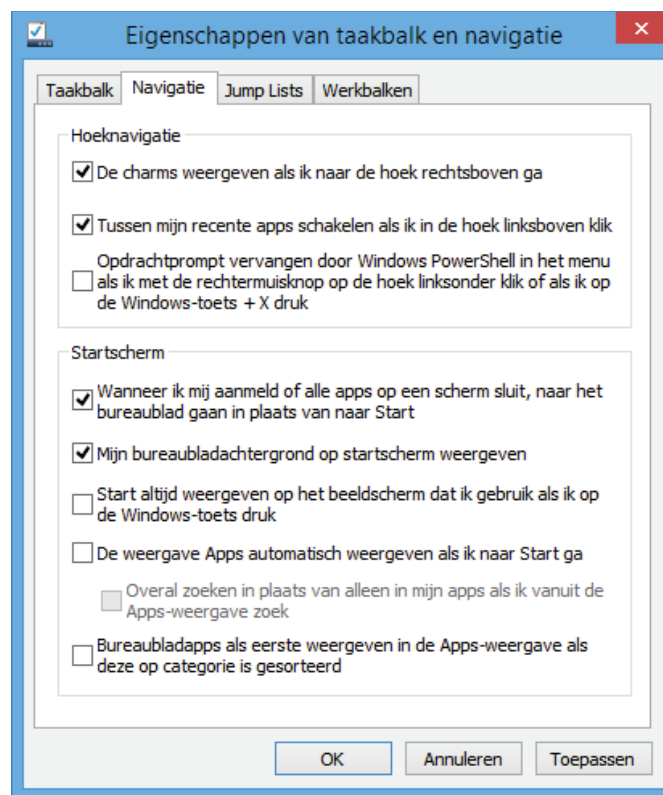 Eigenschappen van taakbalk en navigatie
Taakbalk Navigatie Jump Lists Werkbalken
Hoeknavigatie
De charms weergeven als ik naar de hoek rechtsboven ga
Tussen mijn recente apps schakelen als ik in de hoek linksboven klik
Opdrachtprompt vervangen door Windows PowerShell in het menu
als ik met de rechtermuisknop op de hoek linksonder klik of als ik op
de Windows-toets + X druk
Startscherm
Wanneer ik mij aanmeld of alle apps op een scherm sluit, naar het
bureaublad gaan in plaats van naar Start
Mijn bureaubladachtergrond op startscherm weergeven
Start altijd weergeven op het beeldscherm dat ik gebruik als ik op
de Windows-toets druk
De weergave Apps automatisch weergeven als ik naar Start ga
Overal zoeken in plaats van alleen in mijn apps als ik vanuit de
Apps-weergave zoek
Bureaubladapps als eerste weergeven in de Apps-weergave als
deze op categorie is gesorteerd
OK Annuleren Toepassen